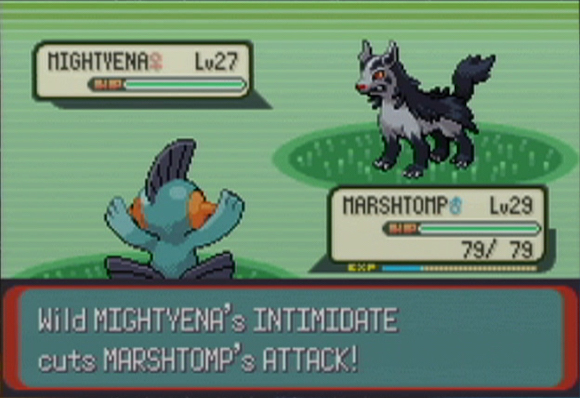 MIGHTYENA♀ Lv27
HP
MARSHTOMP♂ Lv29
HP
79/ 79
EXP
Wild MIGHTYENA's INTIMIDATE
cuts MARSHTOMP's ATTACK!